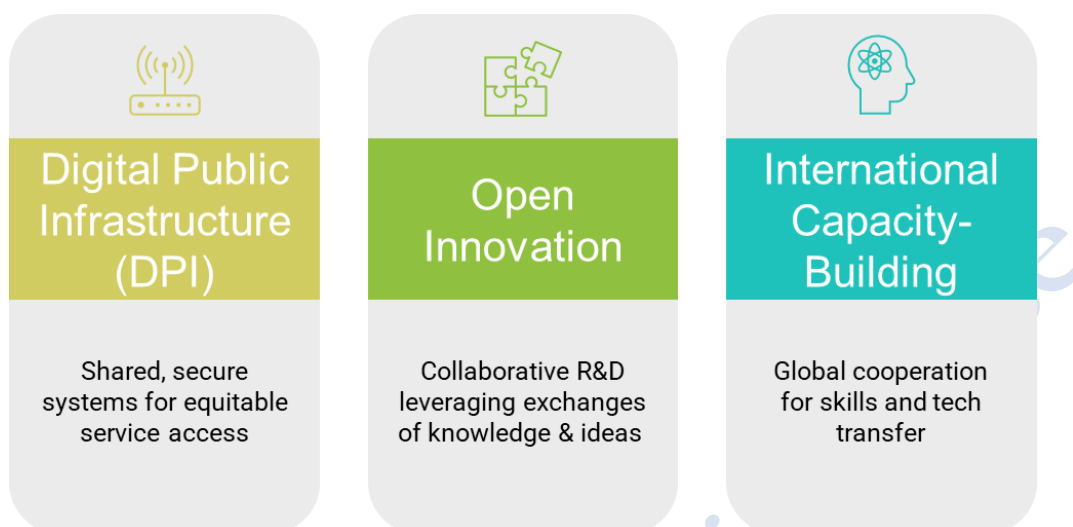 Digital Public
Infrastructure
(DPI)
Shared, secure
systems for equitable
service access
Open
Innovation
Collaborative R&D
leveraging exchanges
of knowledge & ideas
International
Capacity-
Building
Global cooperation
for skills and tech
transfer